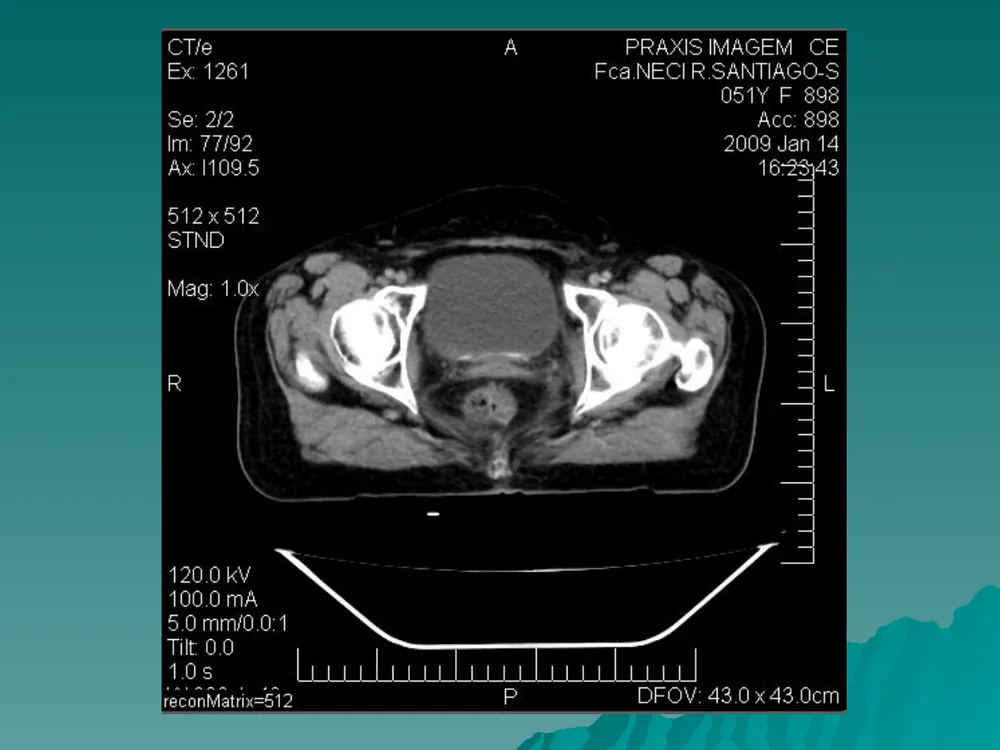 CT/e
Ex: 1261
Se: 2/2
Im: 77/92
Ax: I109.5
512 x 512
STND
Mag: 1.0x
A
PRAXIS IMAGEM CE
Fca.NECI R.SANTIAGO-S
051Y F 898
Acc: 898
2009 Jan 14
16:23:43
R
L
120.0 kV
100.0 mA
5.0 mm/0.0:1
Tilt: 0.0
1.0 s
reconMatrix=512
P
DFOV: 43.0 x 43.0cm